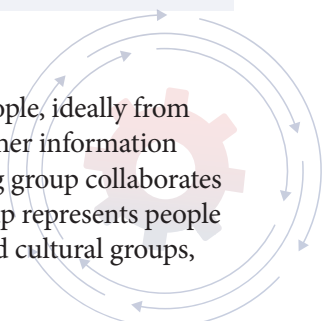 ople, ideally from
her information
g group collaborates
p represents people
d cultural groups,